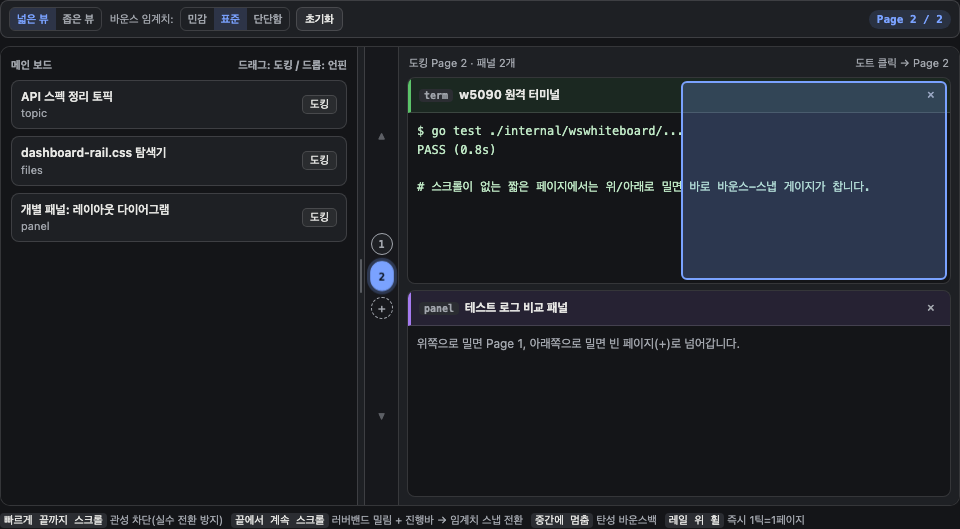 넓은 뷰 좁은 뷰 바운스 임계치: 민감 표준 단단함 초기화 Page 2 / 2
메인 보드 드래그: 도킹 / 드롭: 언핀
API 스펙 정리 토픽
topic
도킹
dashboard-rail.css 탐색기
files
도킹
개별 패널: 레이아웃 다이어그램
panel
도킹
▲
1
2
+
▼
도킹 Page 2 · 패널 2개 도트 클릭 → Page 2
term w5090 원격 터미널 ×
$ go test ./internal/wswhiteboard/...
PASS (0.8s)
# 스크롤이 없는 짧은 페이지에서는 위/아래로 밀면 바로 바운스-스냅 게이지가 찹니다.
panel 테스트 로그 비교 패널 ×
위쪽으로 밀면 Page 1, 아래쪽으로 밀면 빈 페이지(+)로 넘어갑니다.
빠르게 끝까지 스크롤 관성 차단(실수 전환 방지) 끝에서 계속 스크롤 러버밴드 밀림 + 진행바 → 임계치 스냅 전환 중간에 멈춤 탄성 바운스백 레일 위 휠 즉시 1틱=1페이지